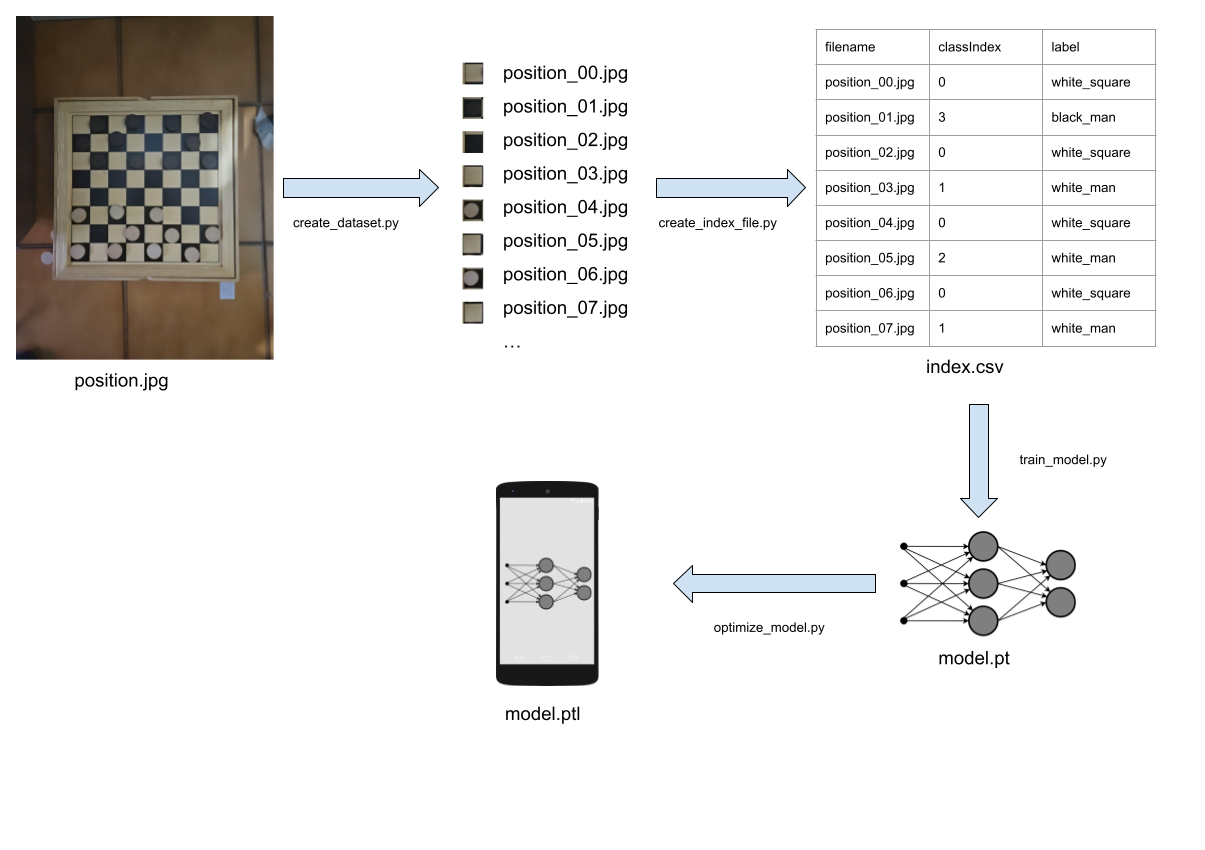 position_00.jpg
position_01.jpg
position_02.jpg
position_03.jpg
position_04.jpg
position_05.jpg
position_06.jpg
position_07.jpg
...
create_dataset.py
create_index_file.py
position.jpg
filename classIndex label
position_00.jpg 0 white_square
position_01.jpg 3 black_man
position_02.jpg 0 white_square
position_03.jpg 1 white_man
position_04.jpg 0 white_square
position_05.jpg 2 white_man
position_06.jpg 0 white_square
position_07.jpg 1 white_man
index.csv
train_model.py
optimize_model.py
model.pt
model.ptl